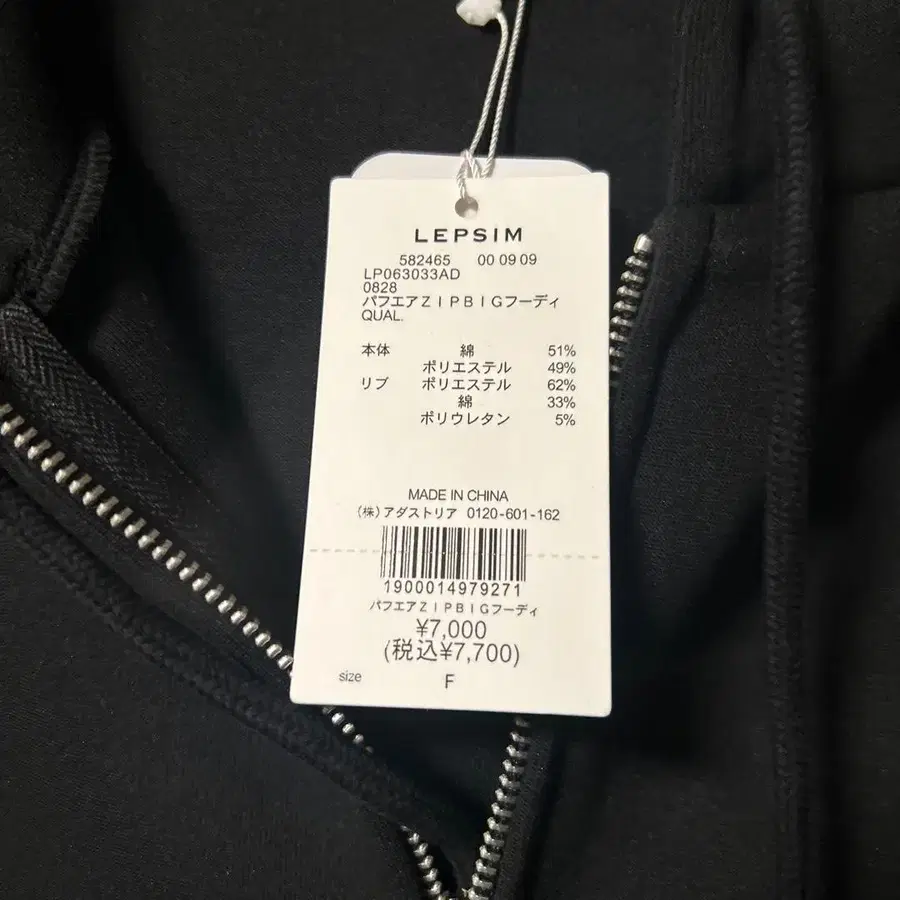 LEPSIM
582465 00 09 09
LP063033AD
0828
パフエアＺＩＰＢＩＧフーディ
QUAL.
本体 綿 51%
ポリエステル 49%
リブ ポリエステル 62%
綿 33%
ポリウレタン 5%
MADE IN CHINA
(株)アダストリア 0120-601-162
1900014979271
パフエアＺＩＰＢＩＧフーディ
¥7,000
(税込¥7,700)
size F